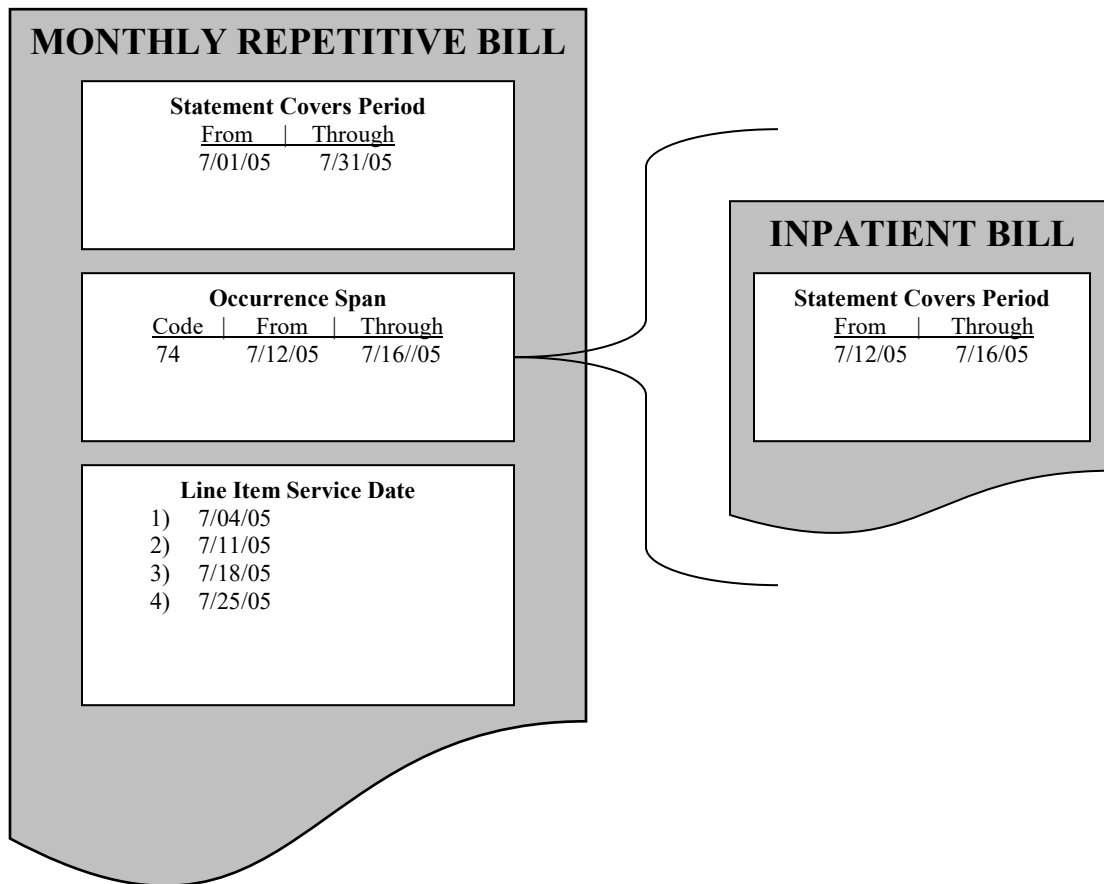 MONTHLY REPETITIVE BILL
Statement Covers Period
From | Through
7/01/05 7/31/05
Occurrence Span
Code | From | Through
74 7/12/05 7/16//05
Line Item Service Date
1) 7/04/05
2) 7/11/05
3) 7/18/05
4) 7/25/05
INPATIENT BILL
Statement Covers Period
From | Through
7/12/05 7/16/05